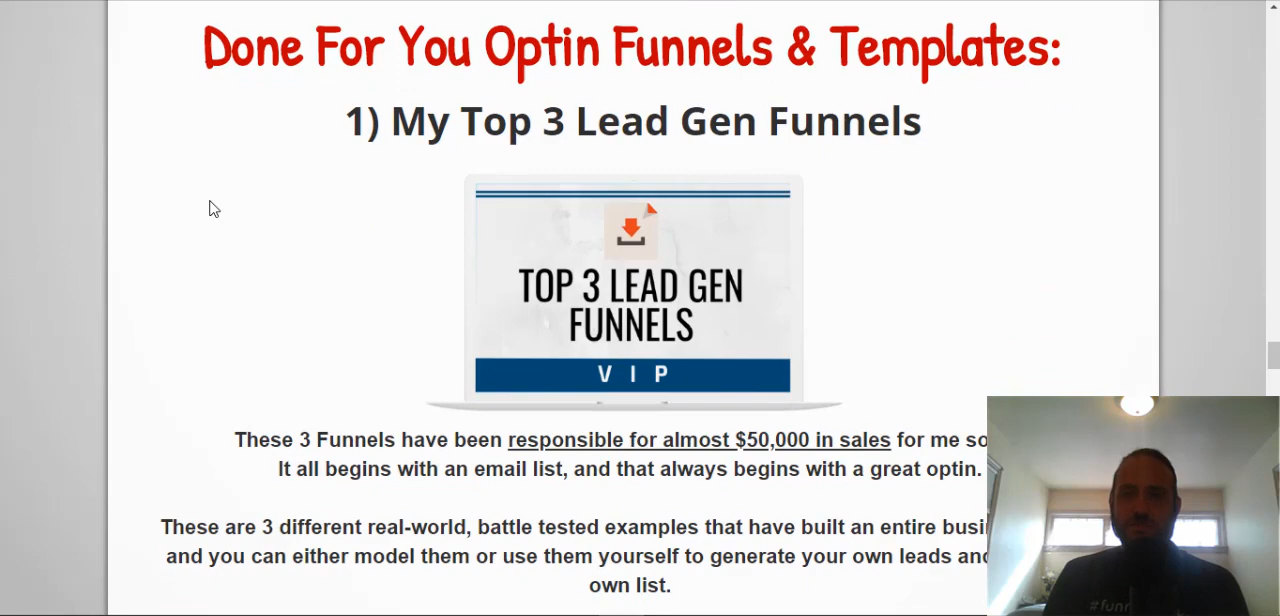 Done For You Optin Funnels & Templates:
1) My Top 3 Lead Gen Funnels
TOP 3 LEAD GEN
FUNNELS
VIP
These 3 Funnels have been responsible for almost $50,000 in sales for me
It all begins with an email list, and that always begins with a great optin.
These are 3 different real-world, battle tested examples that have built an entire
and you can either model them or use them yourself to generate your own leads
own list.